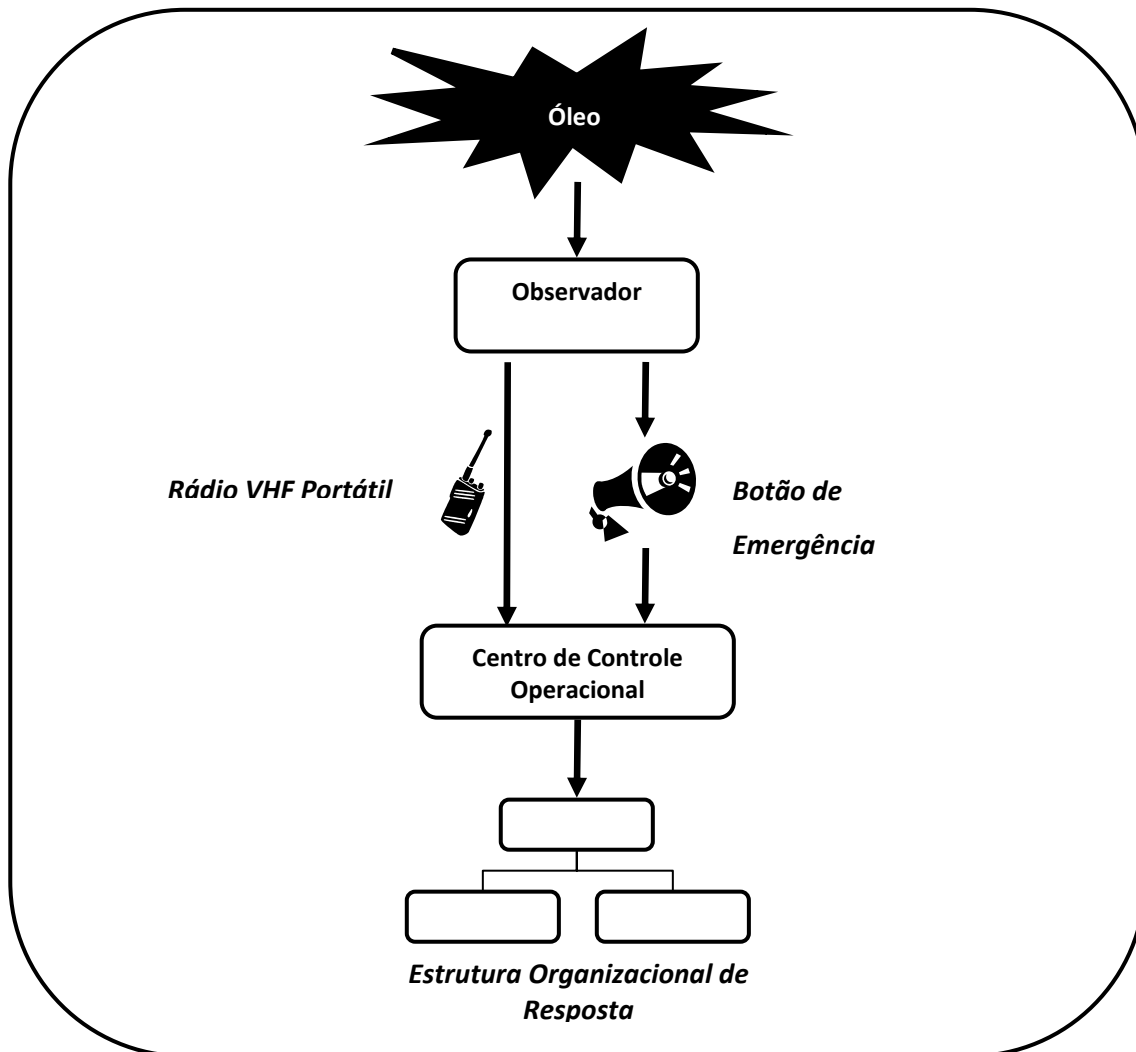 Óleo
Observador
Rádio VHF Portátil
Botão de
Emergência
Centro de Controle
Operacional
Estrutura Organizacional de
Resposta